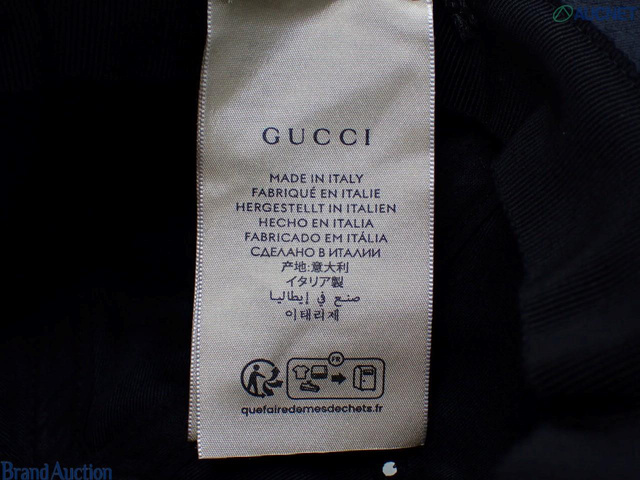 GUCCI
MADE IN ITALY
FABRIQUÉ EN ITALIE
HERGESTELLT IN ITALIEN
HECHO EN ITALIA
FABRICADO EM ITÁLIA
СДЕЛАНО В ИТАЛИИ
产地:意大利
イタリア製
صنع في إيطاليا
이태리제
FR
quefairedemesdechets.fr
Brand Auction